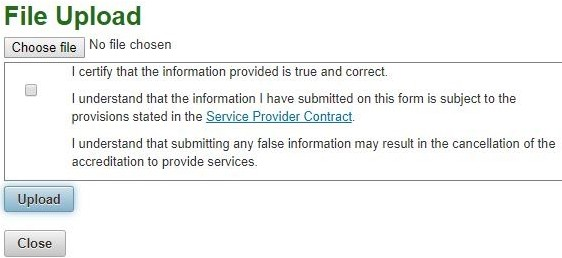 File Upload
Choose file No file chosen
I certify that the information provided is true and correct.
I understand that the information I have submitted on this form is subject to the
provisions stated in the Service Provider Contract.
I understand that submitting any false information may result in the cancellation of the
accreditation to provide services.
Upload
Close